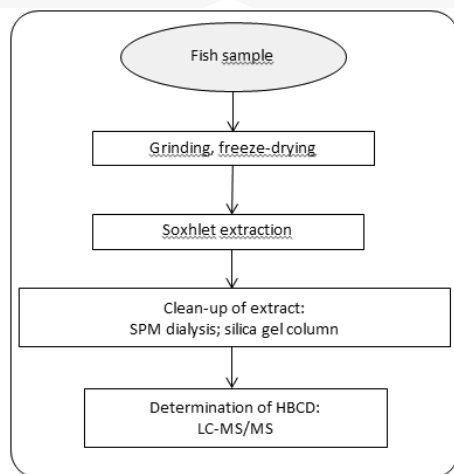 Fish sample
Grinding, freeze-drying
Soxhlet extraction
Clean-up of extract:
SPM dialysis; silica gel column
Determination of HBCD:
LC-MS/MS